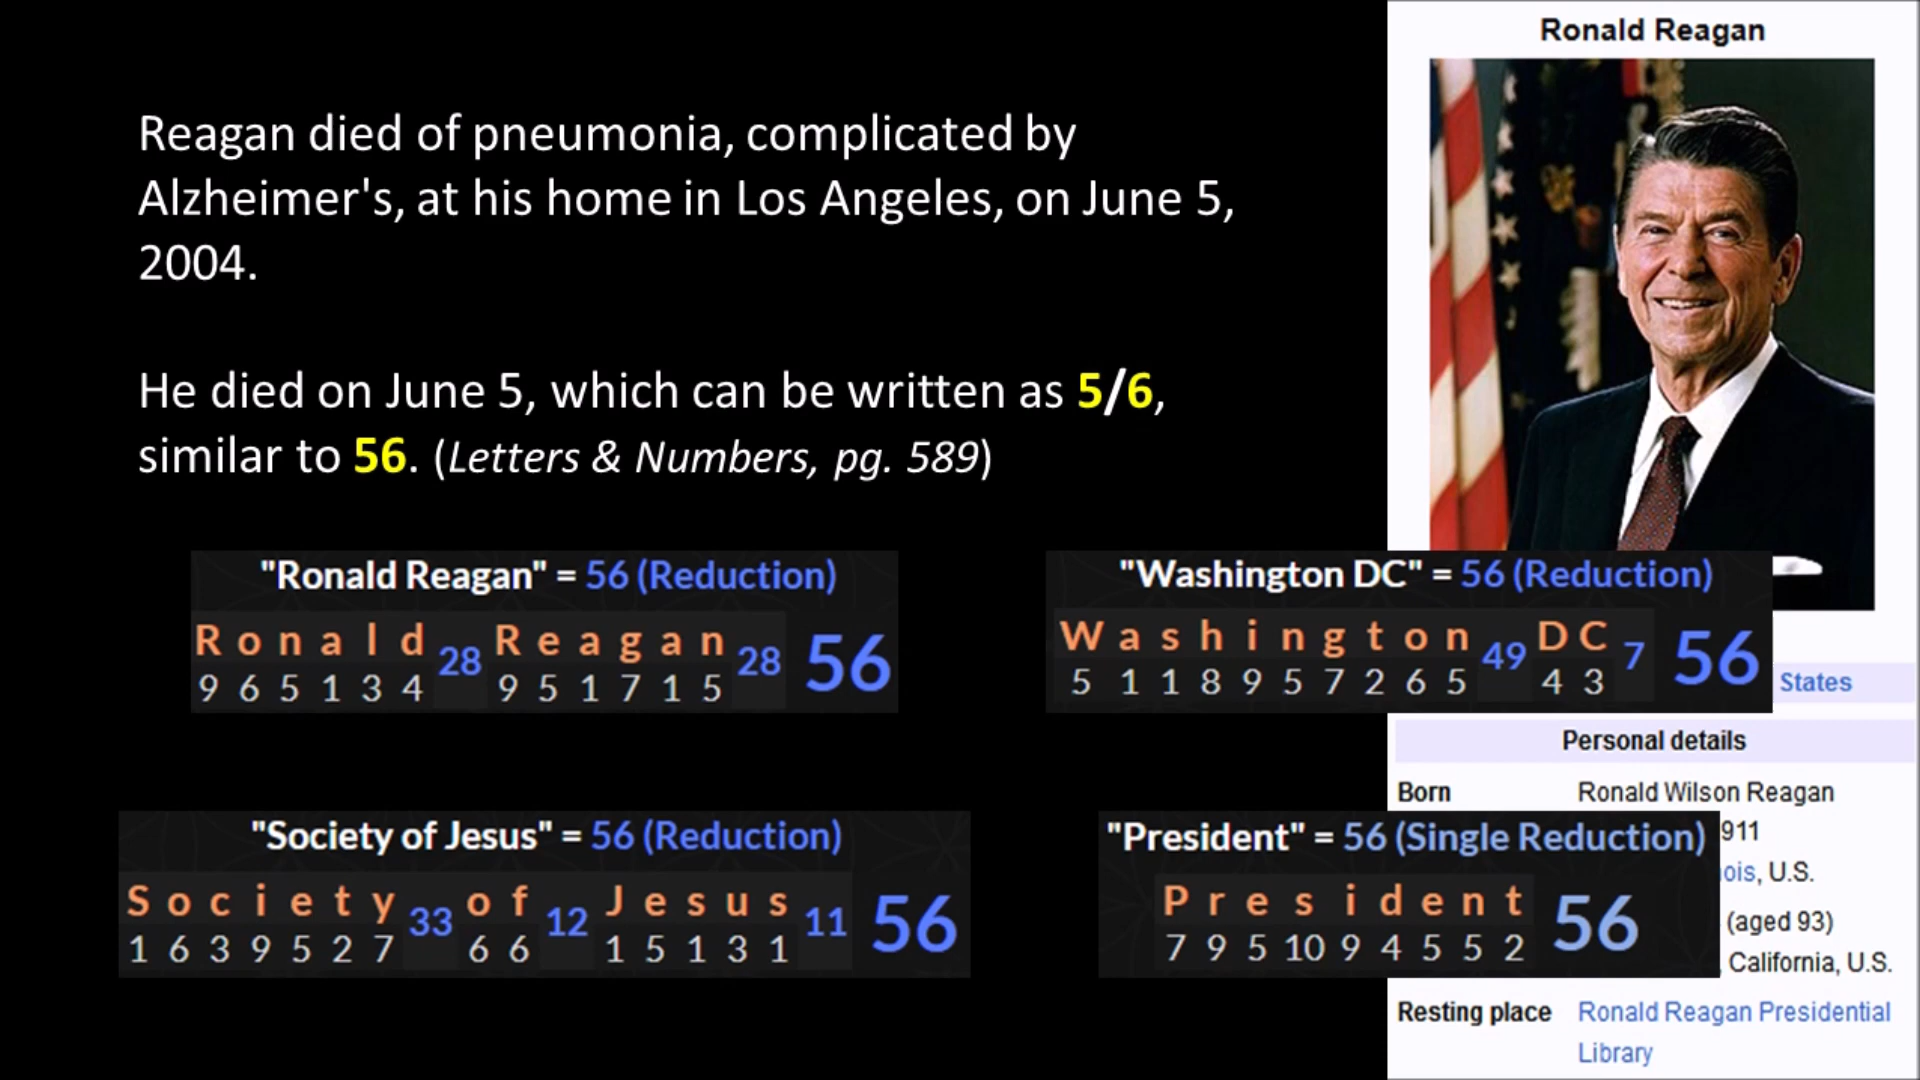 Ronald Reagan
Reagan died of pneumonia, complicated by
Alzheimer's, at his home in Los Angeles, on June 5,
2004.
He died on June 5, which can be written as 5/6,
similar to 56. (Letters & Numbers, pg. 589)
"Ronald Reagan" = 56 (Reduction)
R o n a l d 28 R e a g a n 28 56
9 6 5 1 3 4 9 5 1 7 1 5
"Washington DC" = 56 (Reduction)
W a s h i n g t o n 49 D C 7 56
5 1 1 8 9 5 7 2 6 5 4 3
"Society of Jesus" = 56 (Reduction)
S o c i e t y 33 o f 12 J e s u s 11 56
1 6 3 9 5 2 7 6 6 1 5 1 3 1
"President" = 56 (Single Reduction)
P r e s i d e n t 56
7 9 5 10 9 4 5 5 2
States
Personal details
Born Ronald Wilson Reagan
911
ois, U.S.
(aged 93)
, California, U.S.
Resting place Ronald Reagan Presidential
Library